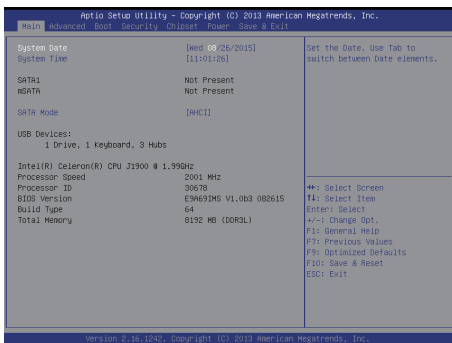 Aptio Setup Utility – Copyright (C) 2013 American Megatrends, Inc.
Main Advanced Boot Security Chipset Power Save & Exit
System Date [Wed 08/26/2015]
System Time [11:01:26]
SATA1 Not Present
mSATA Not Present
SATA Mode [AHCI]
USB Devices:
1 Drive, 1 Keyboard, 3 Hubs
Intel(R) Celeron(R) CPU J1900 @ 1.99GHz
Processor Speed 2001 MHz
Processor ID 30678
BIOS Version E9A69IMS V1.0b3 082615
Build Type 64
Total Memory 8192 MB (DDR3L)
Set the Date. Use Tab to
switch between Date elements.
→←: Select Screen
↑↓: Select Item
Enter: Select
+/-: Change Opt.
F1: General Help
F7: Previous Values
F9: Optimized Defaults
F10: Save & Reset
ESC: Exit
Version 2.16.1242. Copyright (C) 2013 American Megatrends, Inc.